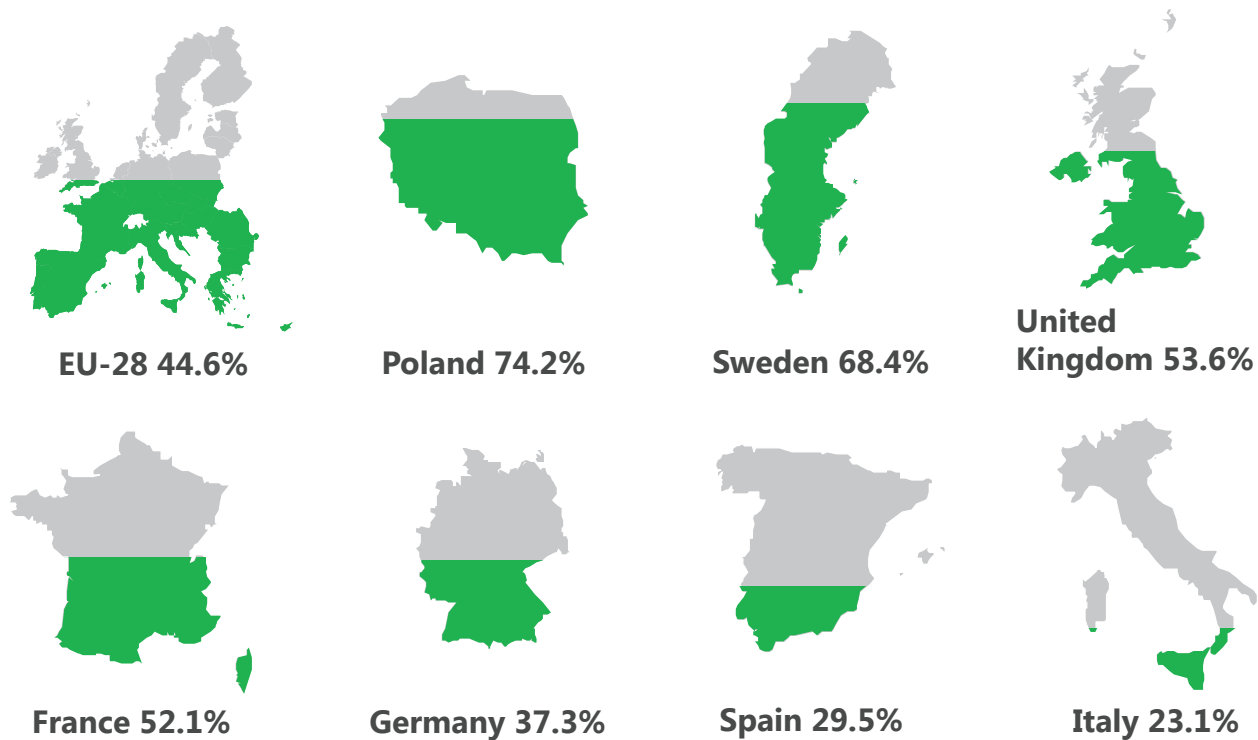 EU-28 44.6%
Poland 74.2%
Sweden 68.4%
United
Kingdom 53.6%
France 52.1%
Germany 37.3%
Spain 29.5%
Italy 23.1%